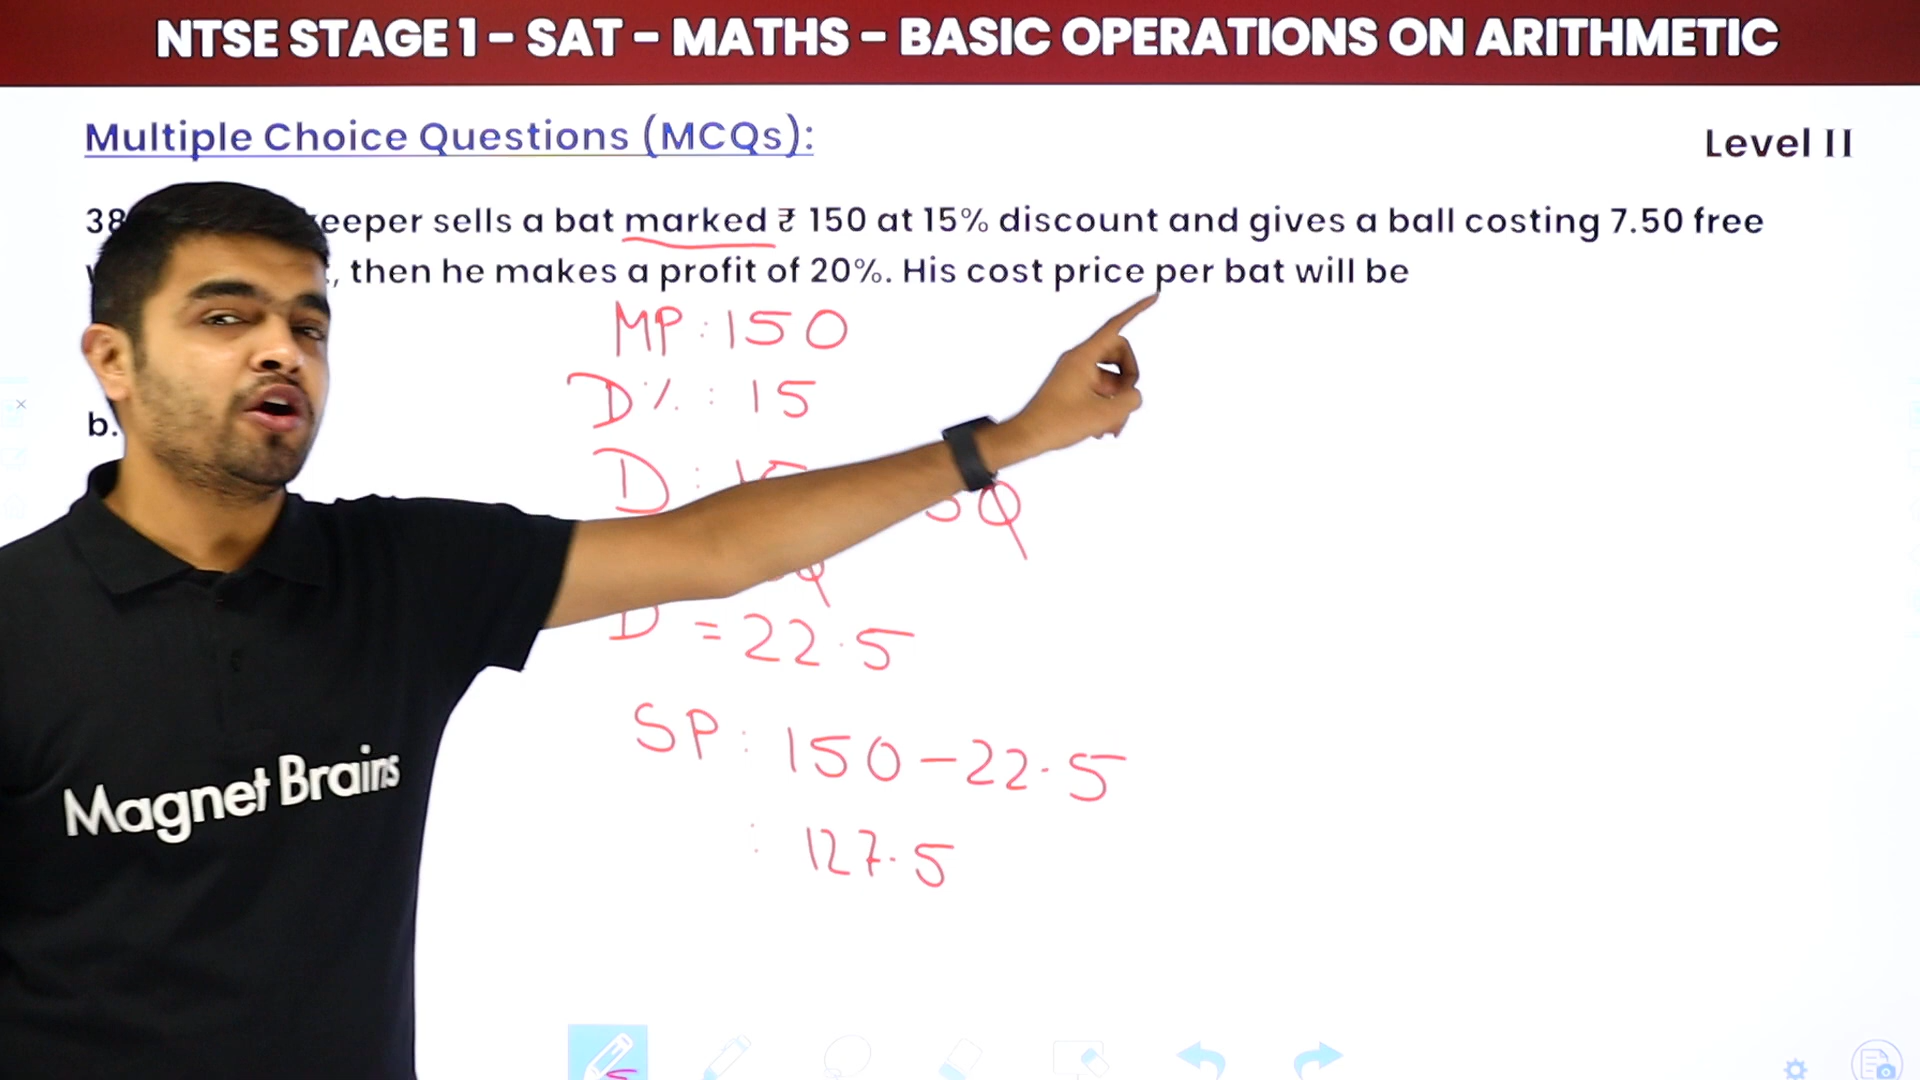 NTSE STAGE 1 – SAT – MATHS – BASIC OPERATIONS ON ARITHMETIC
Multiple Choice Questions (MCQs):
Level II
38 keeper sells a bat marked ₹ 150 at 15% discount and gives a ball costing 7.50 free
, then he makes a profit of 20%. His cost price per bat will be
MP : 150
D% : 15
b.
D :
D = 22.5
SP : 150 – 22.5
: 127.5
Magnet Brains